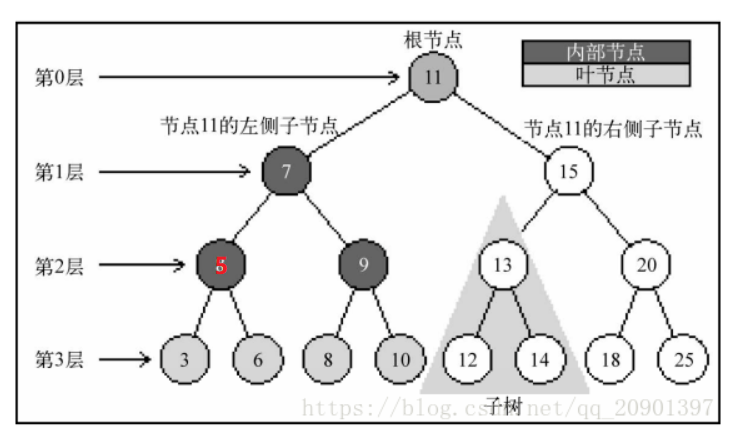 根节点
内部节点
叶节点
第0层
11
节点11的左侧子节点
节点11的右侧子节点
第1层
7
15
第2层
5
9
13
20
第3层
3
6
8
10
12
14
18
25
子树
https://blog.csdn.net/qq_20901397